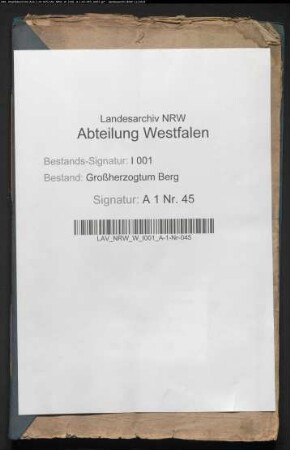 Landesarchiv NRW
Abteilung Westfalen
Bestands-Signatur: I 001
Bestand: Großherzogtum Berg
Signatur: A 1 Nr. 45
LAV_NRW_W_I001_A-1-Nr-045